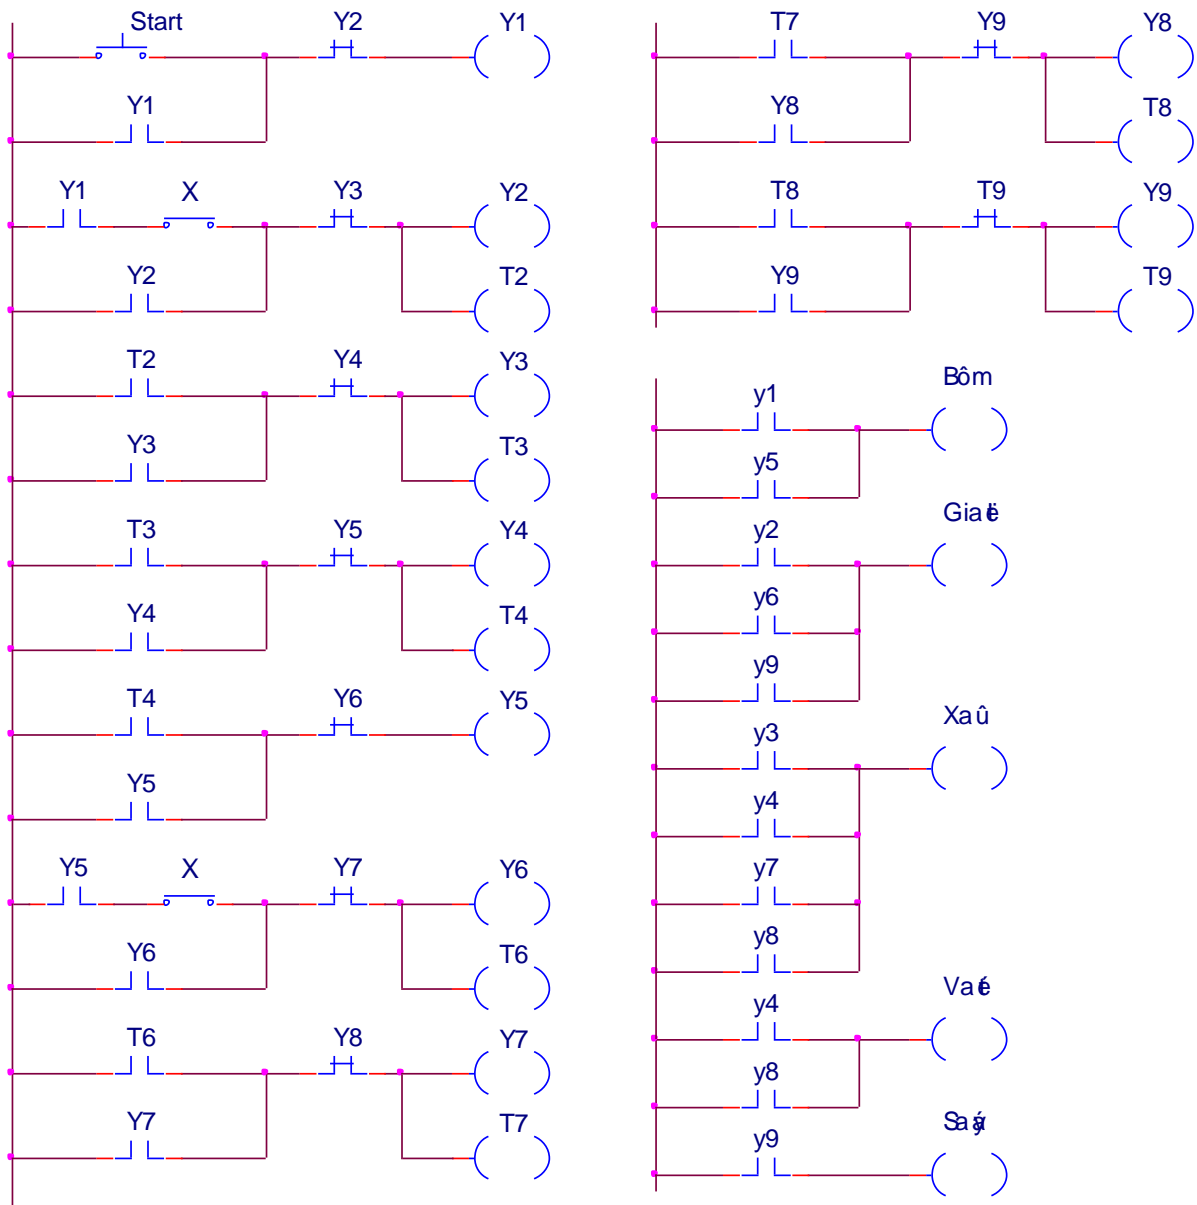 Start Y2 Y1
Y1
Y1 X Y3 Y2
Y2 T2
T2 Y4 Y3
Y3 T3
T3 Y5 Y4
Y4 T4
T4 Y6 Y5
Y5
Y5 X Y7 Y6
Y6 T6
T6 Y8 Y7
Y7 T7
T7 Y9 Y8
Y8 T8
T8 T9 Y9
Y9 T9
y1 Bôm
y5
y2
y6
y9
y3 Xaû
y4
y7
y8
y4
y8
y9